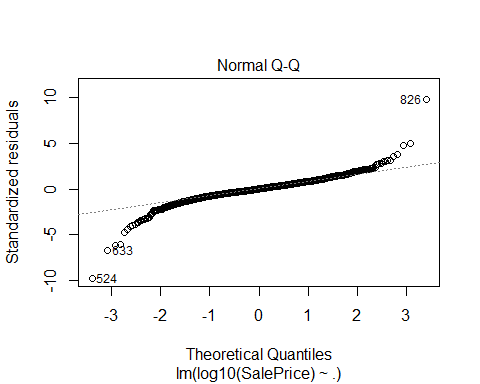 Normal Q-Q
Standardized residuals
10
5
0
-5
-10
826
633
524
-3 -2 -1 0 1 2 3
Theoretical Quantiles
lm(log10(SalePrice) ~ .)